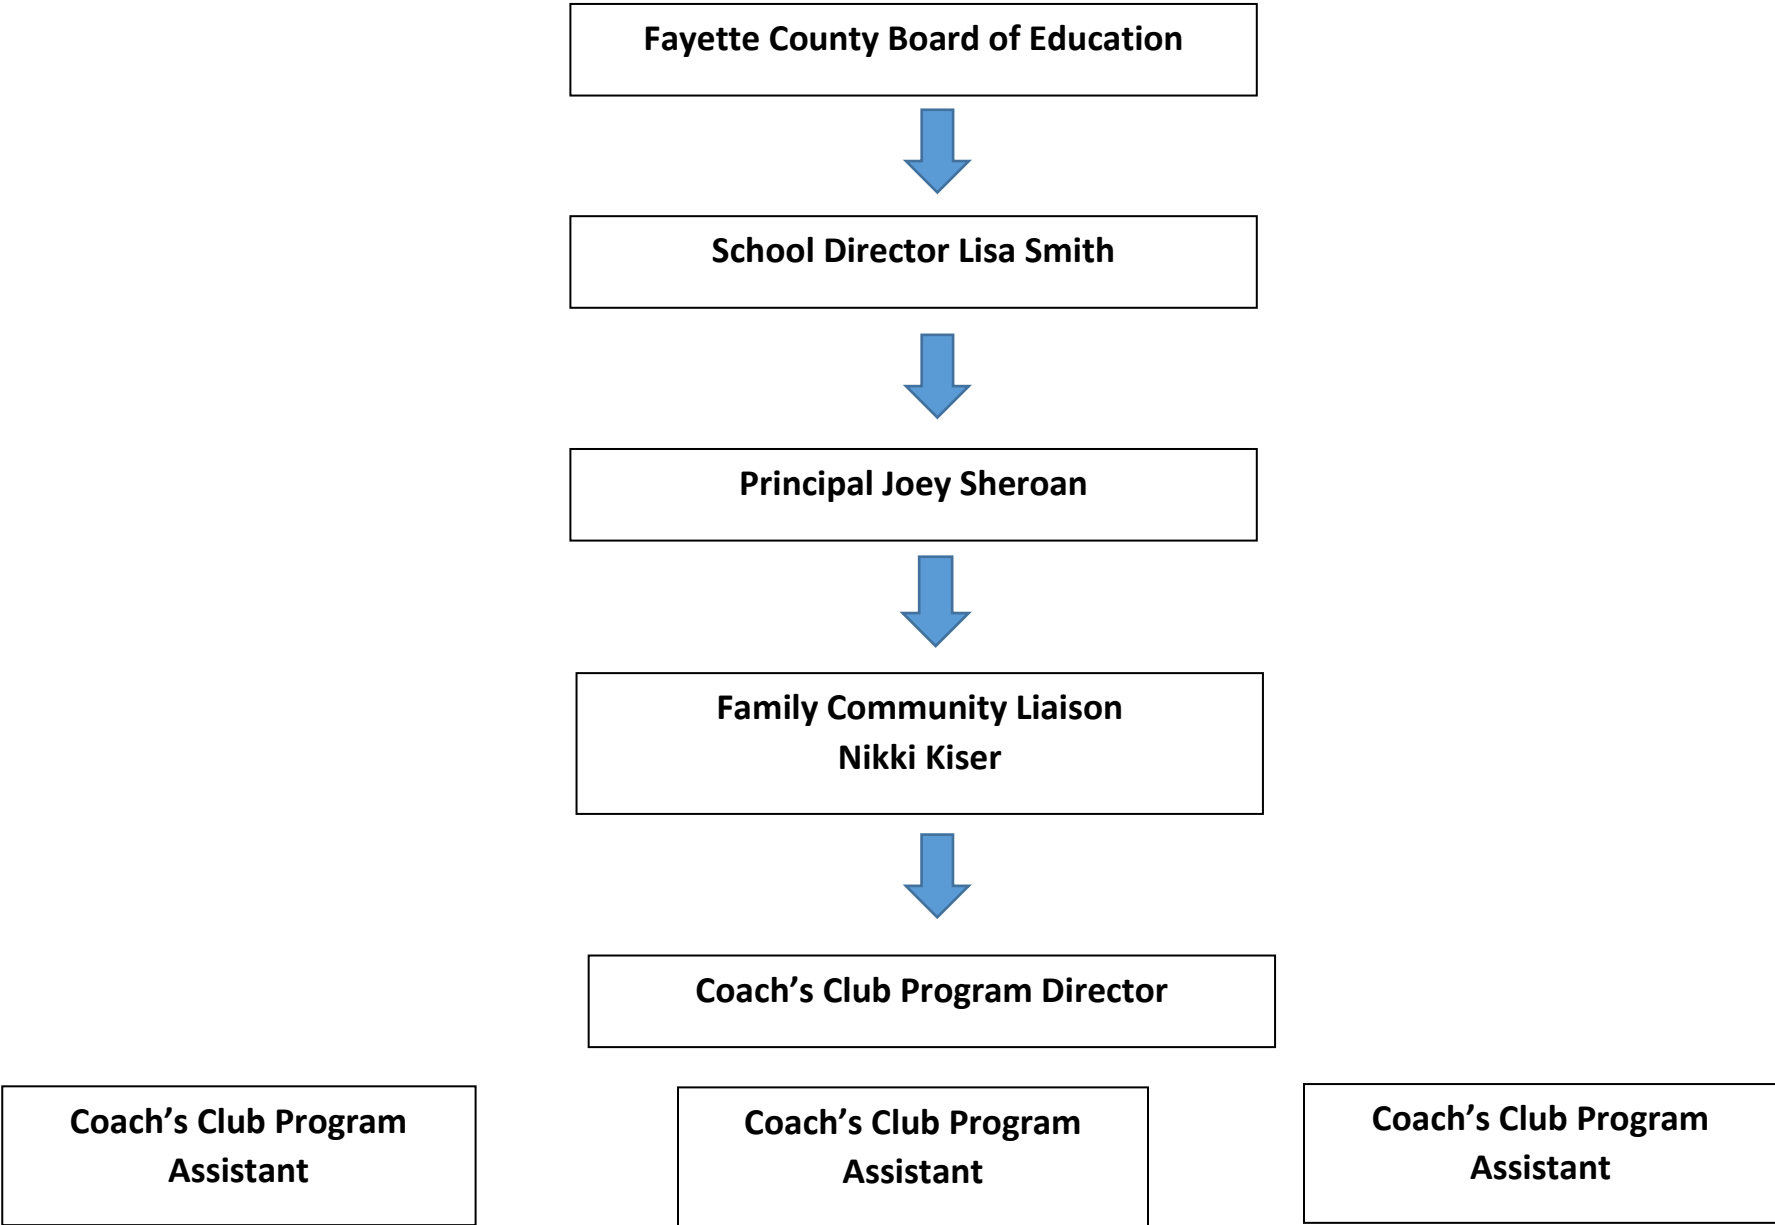 Fayette County Board of Education
School Director Lisa Smith
Principal Joey Sheroan
Family Community Liaison
Nikki Kiser
Coach’s Club Program Director
Coach’s Club Program
Assistant
Coach’s Club Program
Assistant
Coach’s Club Program
Assistant